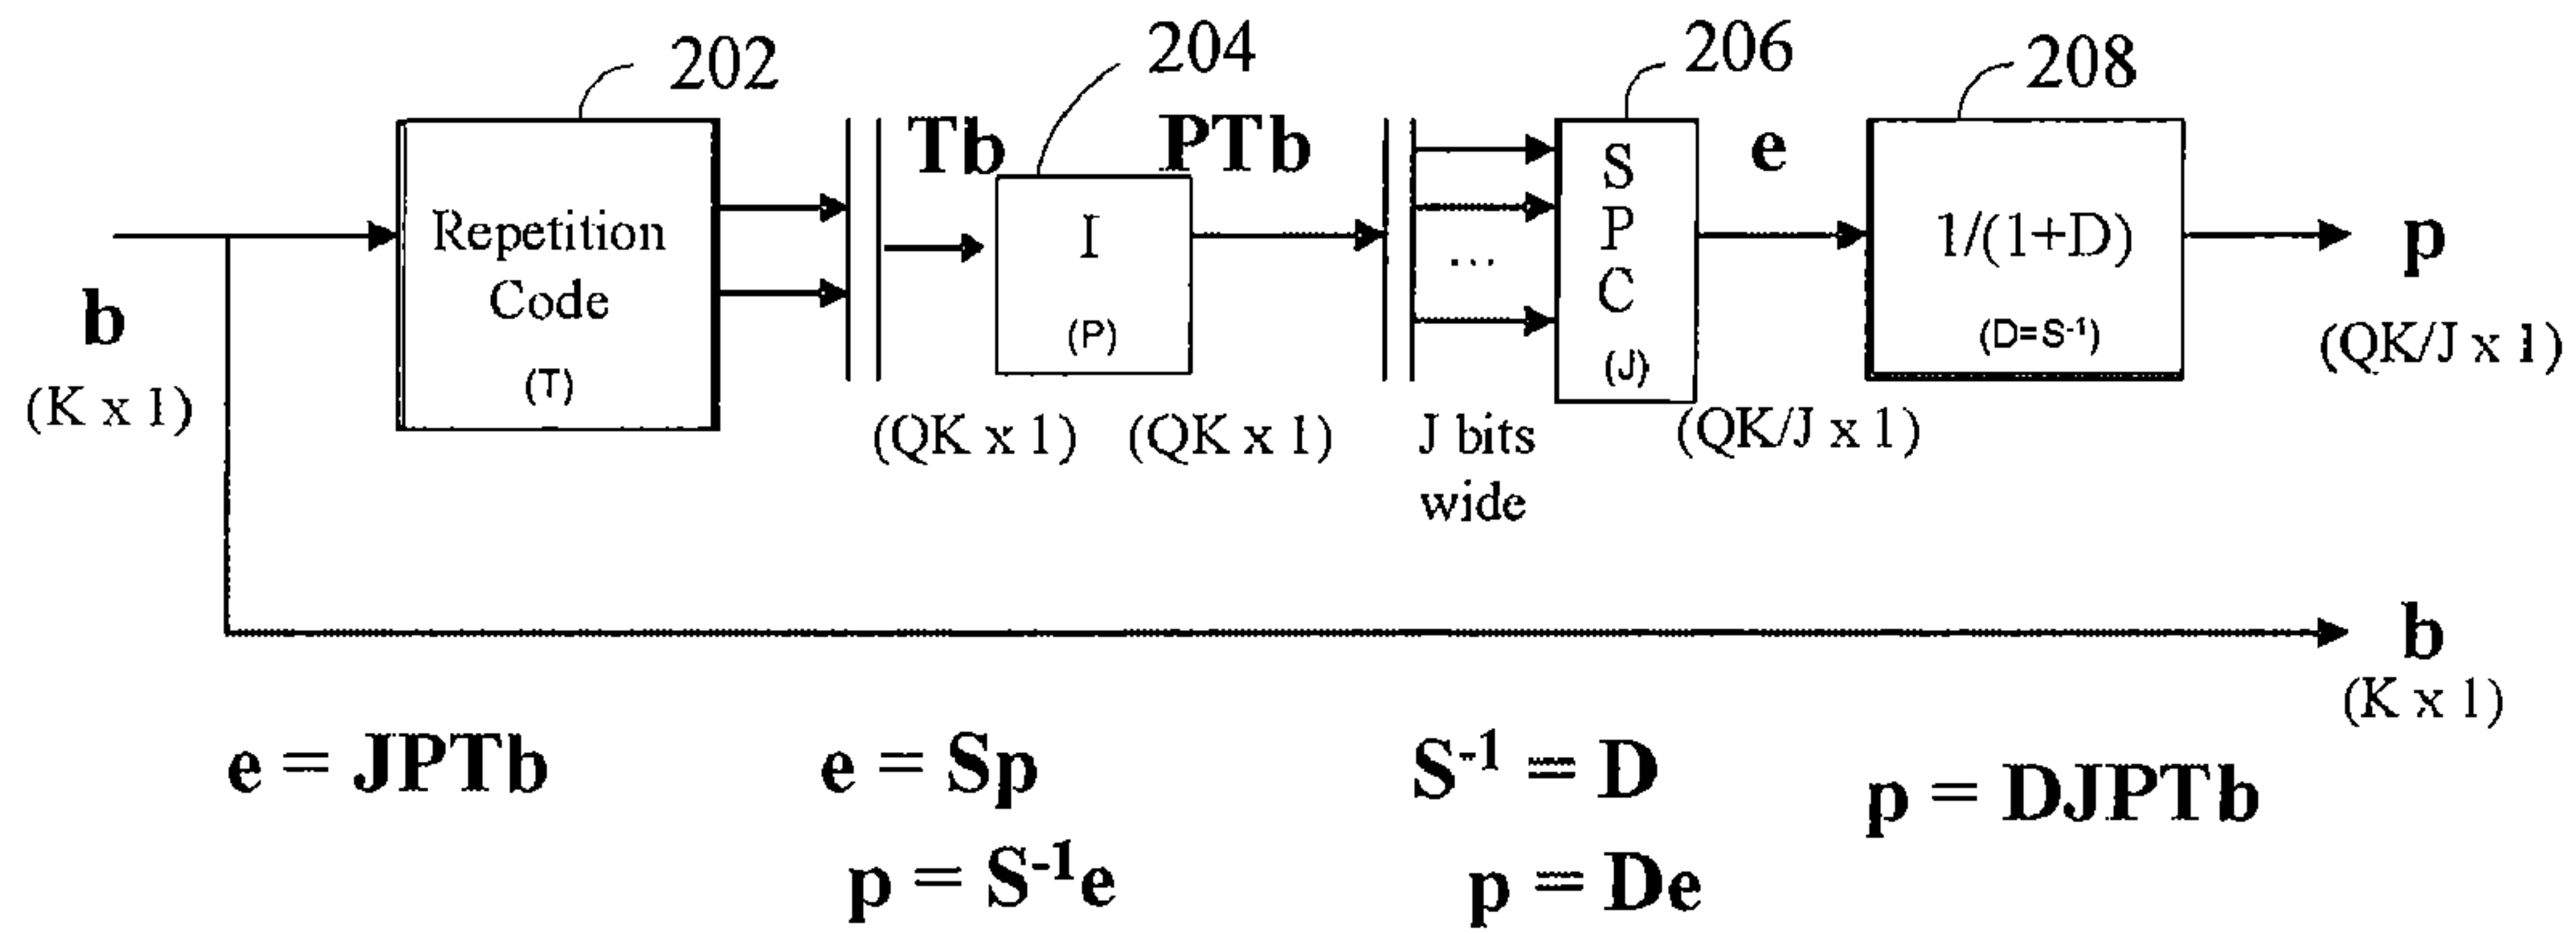 202
204
206
208
Tb
PTb
e
Repetition
Code
(T)
I
(P)
S
P
C
(J)
...
1/(1+D)
(D=S⁻¹)
b
(K x 1)
p
(QK/J x 1)
(QK x 1)
(QK x 1)
J bits
wide
(QK/J x 1)
b
(K x 1)
e = JPTb
e = Sp
S⁻¹ = D
p = DJPTb
p = S⁻¹e
p = De